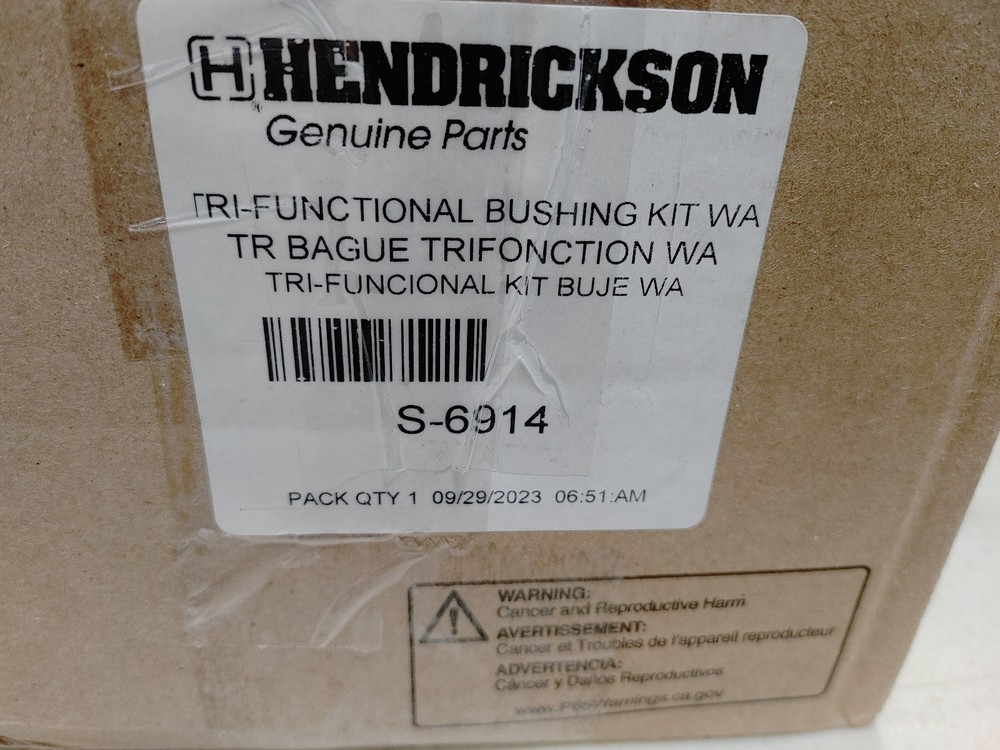 H HENDRICKSON
Genuine Parts
TRI-FUNCTIONAL BUSHING KIT WA
TR BAGUE TRIFONCTION WA
TRI-FUNCIONAL KIT BUJE WA
S-6914
PACK QTY 1 09/29/2023 06:51:AM
WARNING:
Cancer and Reproductive Harm
AVERTISSEMENT:
Cancer et Troubles de l'appareil reproducteur
ADVERTENCIA:
Cáncer y Daños Reproductivos
www.P65Warnings.ca.gov